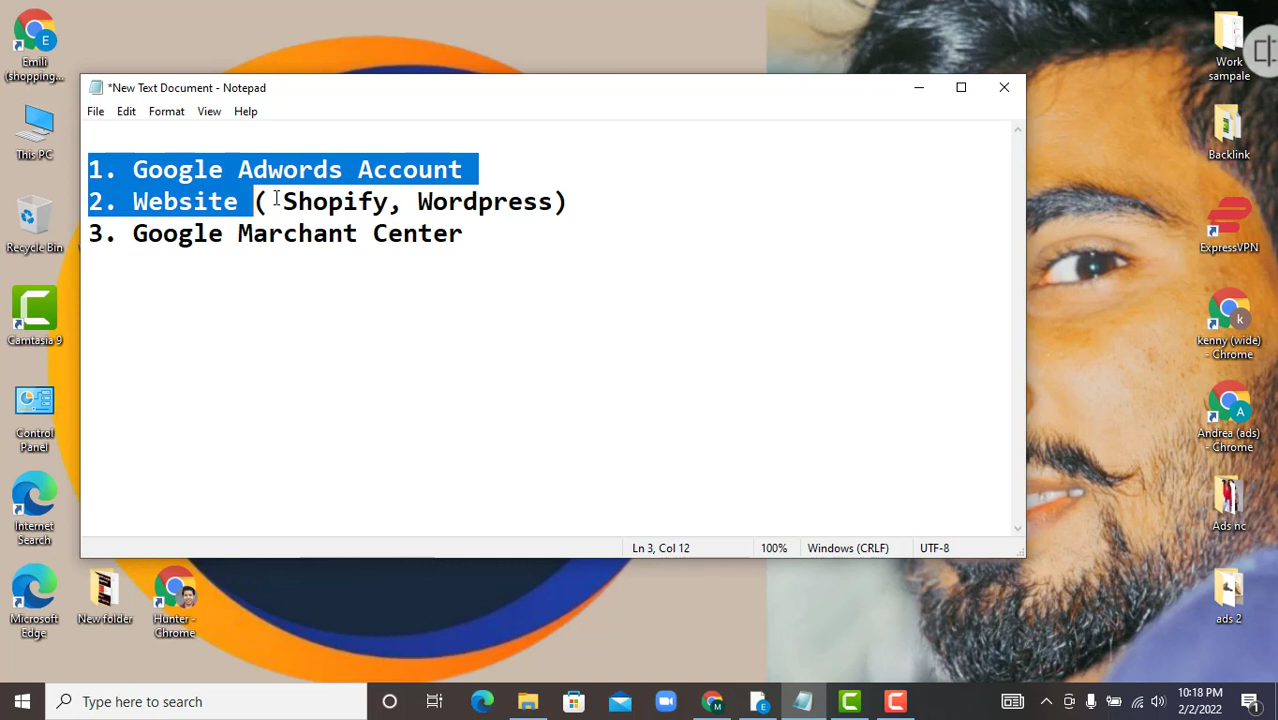 Emili
(shopping...
This PC
Recycle Bin
Camtasia 9
Control
Panel
Internet
Search
Microsoft
Edge
New folder
Hunter -
Chrome
*New Text Document - Notepad
File Edit Format View Help
1. Google Adwords Account
2. Website ( Shopify, Wordpress)
3. Google Marchant Center
Ln 3, Col 12 100% Windows (CRLF) UTF-8
Work
sampale
Backlink
ExpressVPN
kenny (wide)
- Chrome
Andrea (ads)
- Chrome
Ads nc
ads 2
Type here to search
10:18 PM
2/2/2022